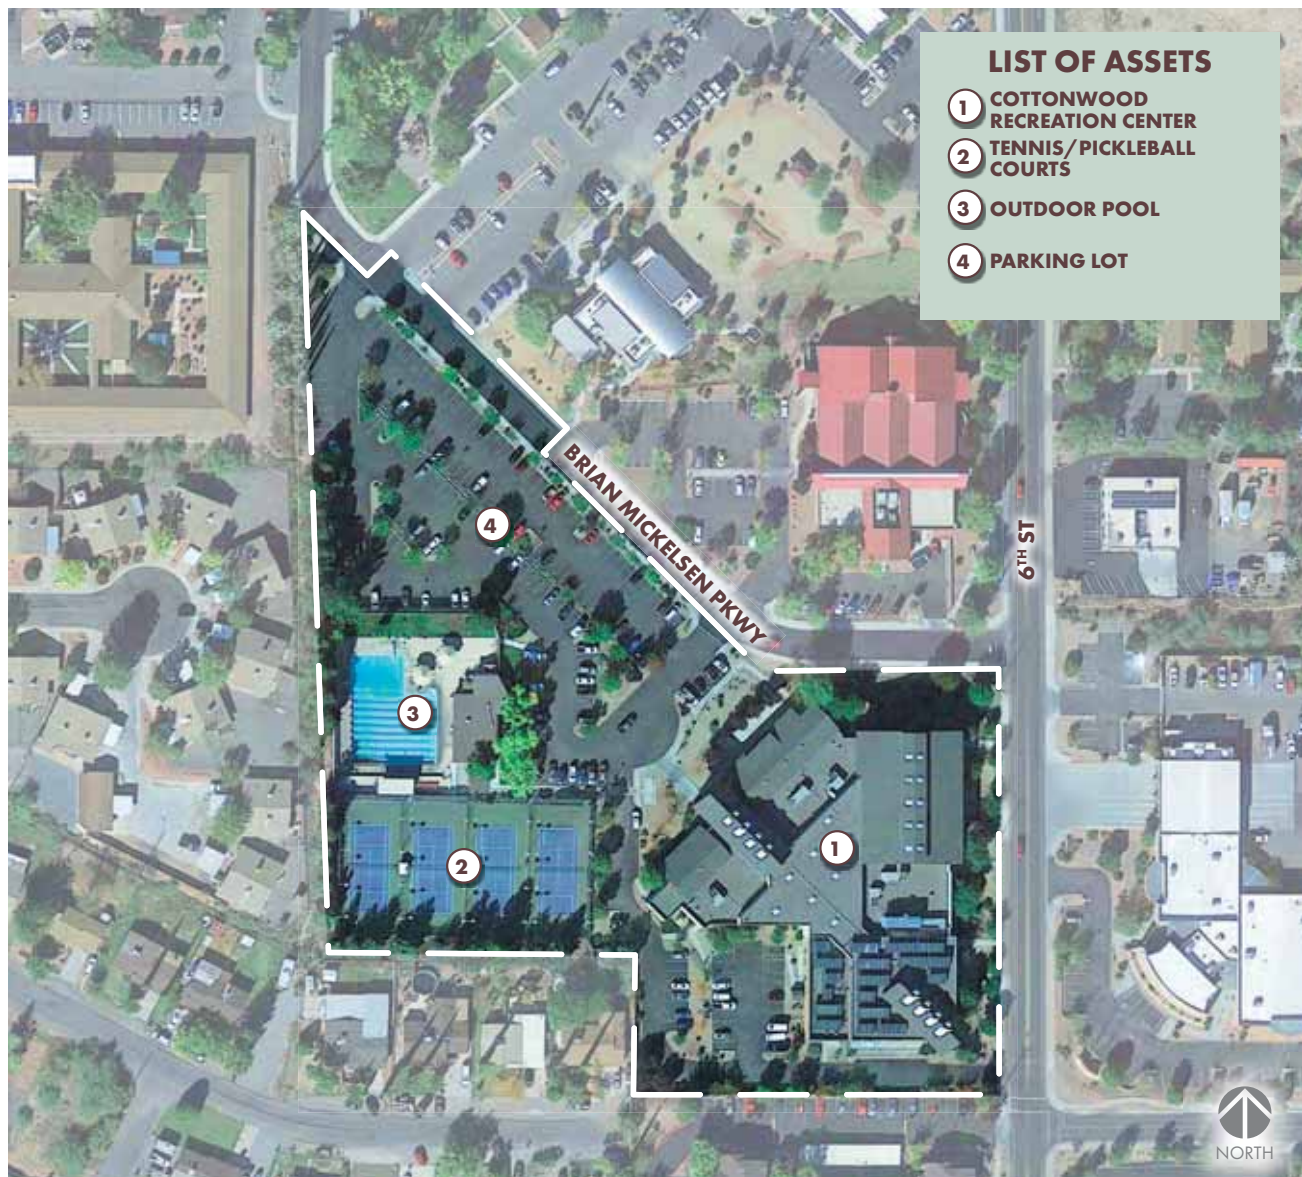 LIST OF ASSETS
1 COTTONWOOD
RECREATION CENTER
2 TENNIS/PICKLEBALL
COURTS
3 OUTDOOR POOL
4 PARKING LOT
BRIAN MICKELSEN PKWY
6TH ST
4
3
2
1
NORTH